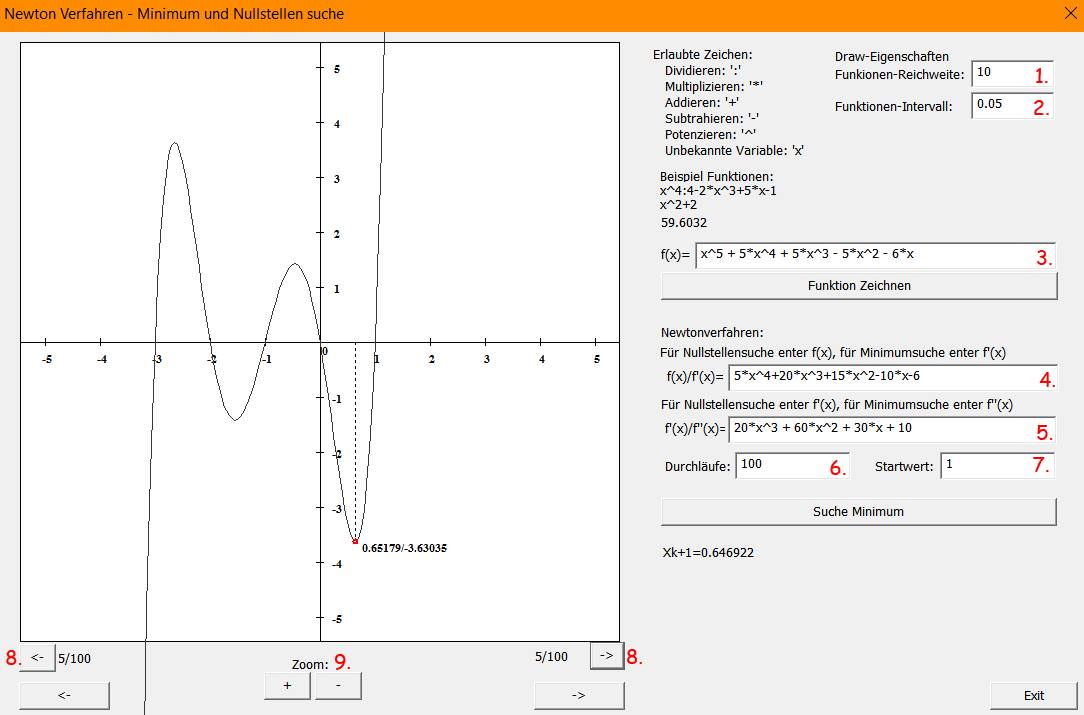 Newton Verfahren - Minimum und Nullstellen suche
Erlaubte Zeichen:
Dividieren: ':'
Multiplizieren: '*'
Addieren: '+'
Subtrahieren: '-'
Potenzieren: '^'
Unbekannte Variable: 'x'
Draw-Eigenschaften
Funkionen-Reichweite: 10 1.
Funktionen-Intervall: 0.05 2.
Beispiel Funktionen:
x^4:4-2*x^3+5*x-1
x^2+2
59.6032
f(x)= x^5 + 5*x^4 + 5*x^3 - 5*x^2 - 6*x 3.
Funktion Zeichnen
Newtonverfahren:
Für Nullstellensuche enter f(x), für Minimumsuche enter f'(x)
f(x)/f'(x)= 5*x^4+20*x^3+15*x^2-10*x-6 4.
Für Nullstellensuche enter f'(x), für Minimumsuche enter f''(x)
f'(x)/f''(x)= 20*x^3 + 60*x^2 + 30*x + 10 5.
Durchläufe: 100 6. Startwert: 1 7.
Suche Minimum
Xk+1=0.646922
5
4
3
2
1
-5 -4 -3 -2 -1 0 1 2 3 4 5
-1
-2
-3
0.65179/-3.63035
-4
-5
8. <- 5/100
Zoom: 9.
5/100 -> 8.
<-
+ -
->
Exit